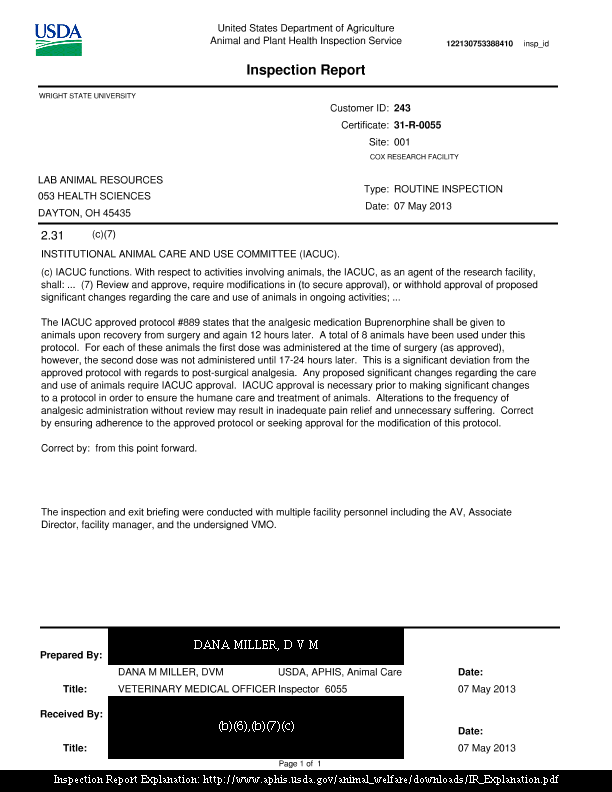 USDA
United States Department of Agriculture
Animal and Plant Health Inspection Service
122130753388410 insp_id
Inspection Report
WRIGHT STATE UNIVERSITY
Customer ID: 243
Certificate: 31-R-0055
Site: 001
COX RESEARCH FACILITY
LAB ANIMAL RESOURCES
053 HEALTH SCIENCES
DAYTON, OH 45435
Type: ROUTINE INSPECTION
Date: 07 May 2013
2.31 (c)(7)
INSTITUTIONAL ANIMAL CARE AND USE COMMITTEE (IACUC).
(c) IACUC functions. With respect to activities involving animals, the IACUC, as an agent of the research facility,
shall: ... (7) Review and approve, require modifications in (to secure approval), or withhold approval of proposed
significant changes regarding the care and use of animals in ongoing activities; ...
The IACUC approved protocol #889 states that the analgesic medication Buprenorphine shall be given to
animals upon recovery from surgery and again 12 hours later. A total of 8 animals have been used under this
protocol. For each of these animals the first dose was administered at the time of surgery (as approved),
however, the second dose was not administered until 17-24 hours later. This is a significant deviation from the
approved protocol with regards to post-surgical analgesia. Any proposed significant changes regarding the care
and use of animals require IACUC approval. IACUC approval is necessary prior to making significant changes
to a protocol in order to ensure the humane care and treatment of animals. Alterations to the frequency of
analgesic administration without review may result in inadequate pain relief and unnecessary suffering. Correct
by ensuring adherence to the approved protocol or seeking approval for the modification of this protocol.
Correct by: from this point forward.
The inspection and exit briefing were conducted with multiple facility personnel including the AV, Associate
Director, facility manager, and the undersigned VMO.
DANA MILLER, D V M
Prepared By:
DANA M MILLER, DVM USDA, APHIS, Animal Care Date:
Title: VETERINARY MEDICAL OFFICER Inspector 6055 07 May 2013
Received By:
(b)(6),(b)(7)(c)
Date:
Title: 07 May 2013
Page 1 of 1
Inspection Report Explanation: http://www.aphis.usda.gov/animal_welfare/downloads/IR_Explanation.pdf